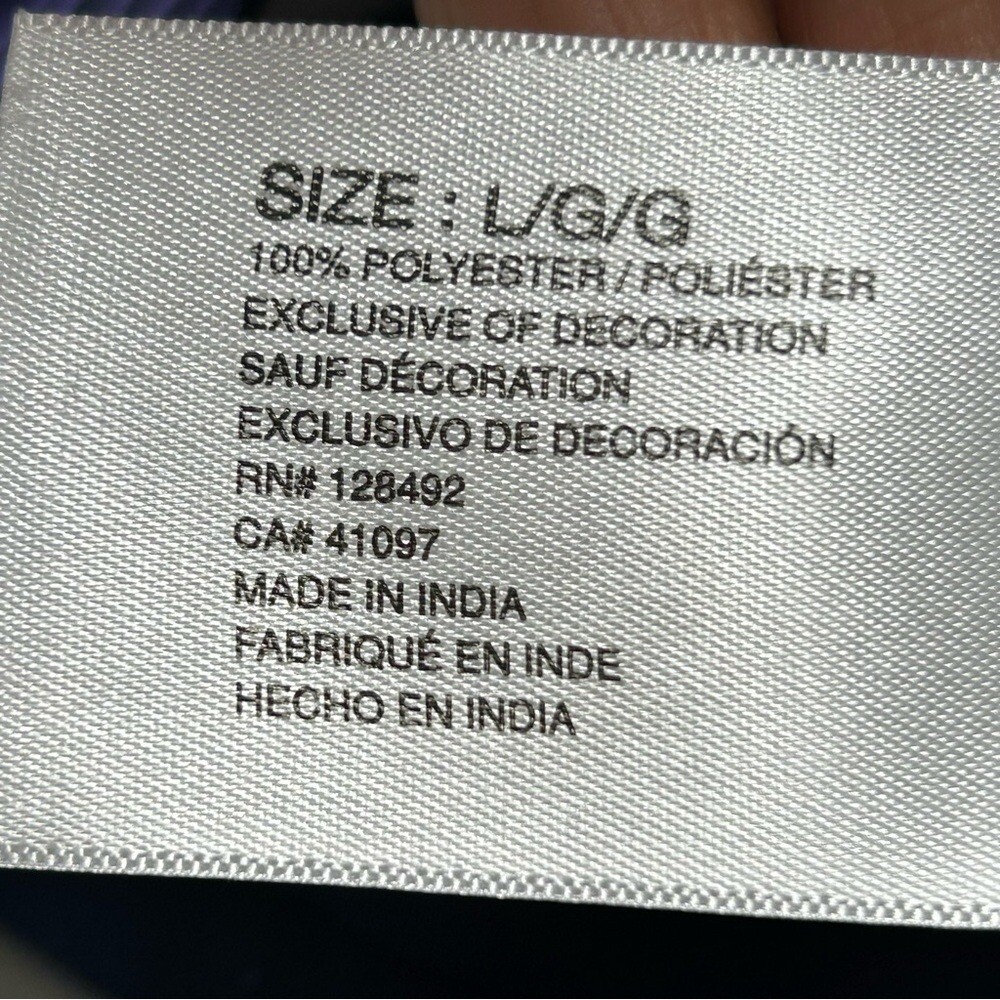 SIZE : L/G/G
100% POLYESTER / POLIÉSTER
EXCLUSIVE OF DECORATION
SAUF DÉCORATION
EXCLUSIVO DE DECORACIÓN
RN# 128492
CA# 41097
MADE IN INDIA
FABRIQUÉ EN INDE
HECHO EN INDIA